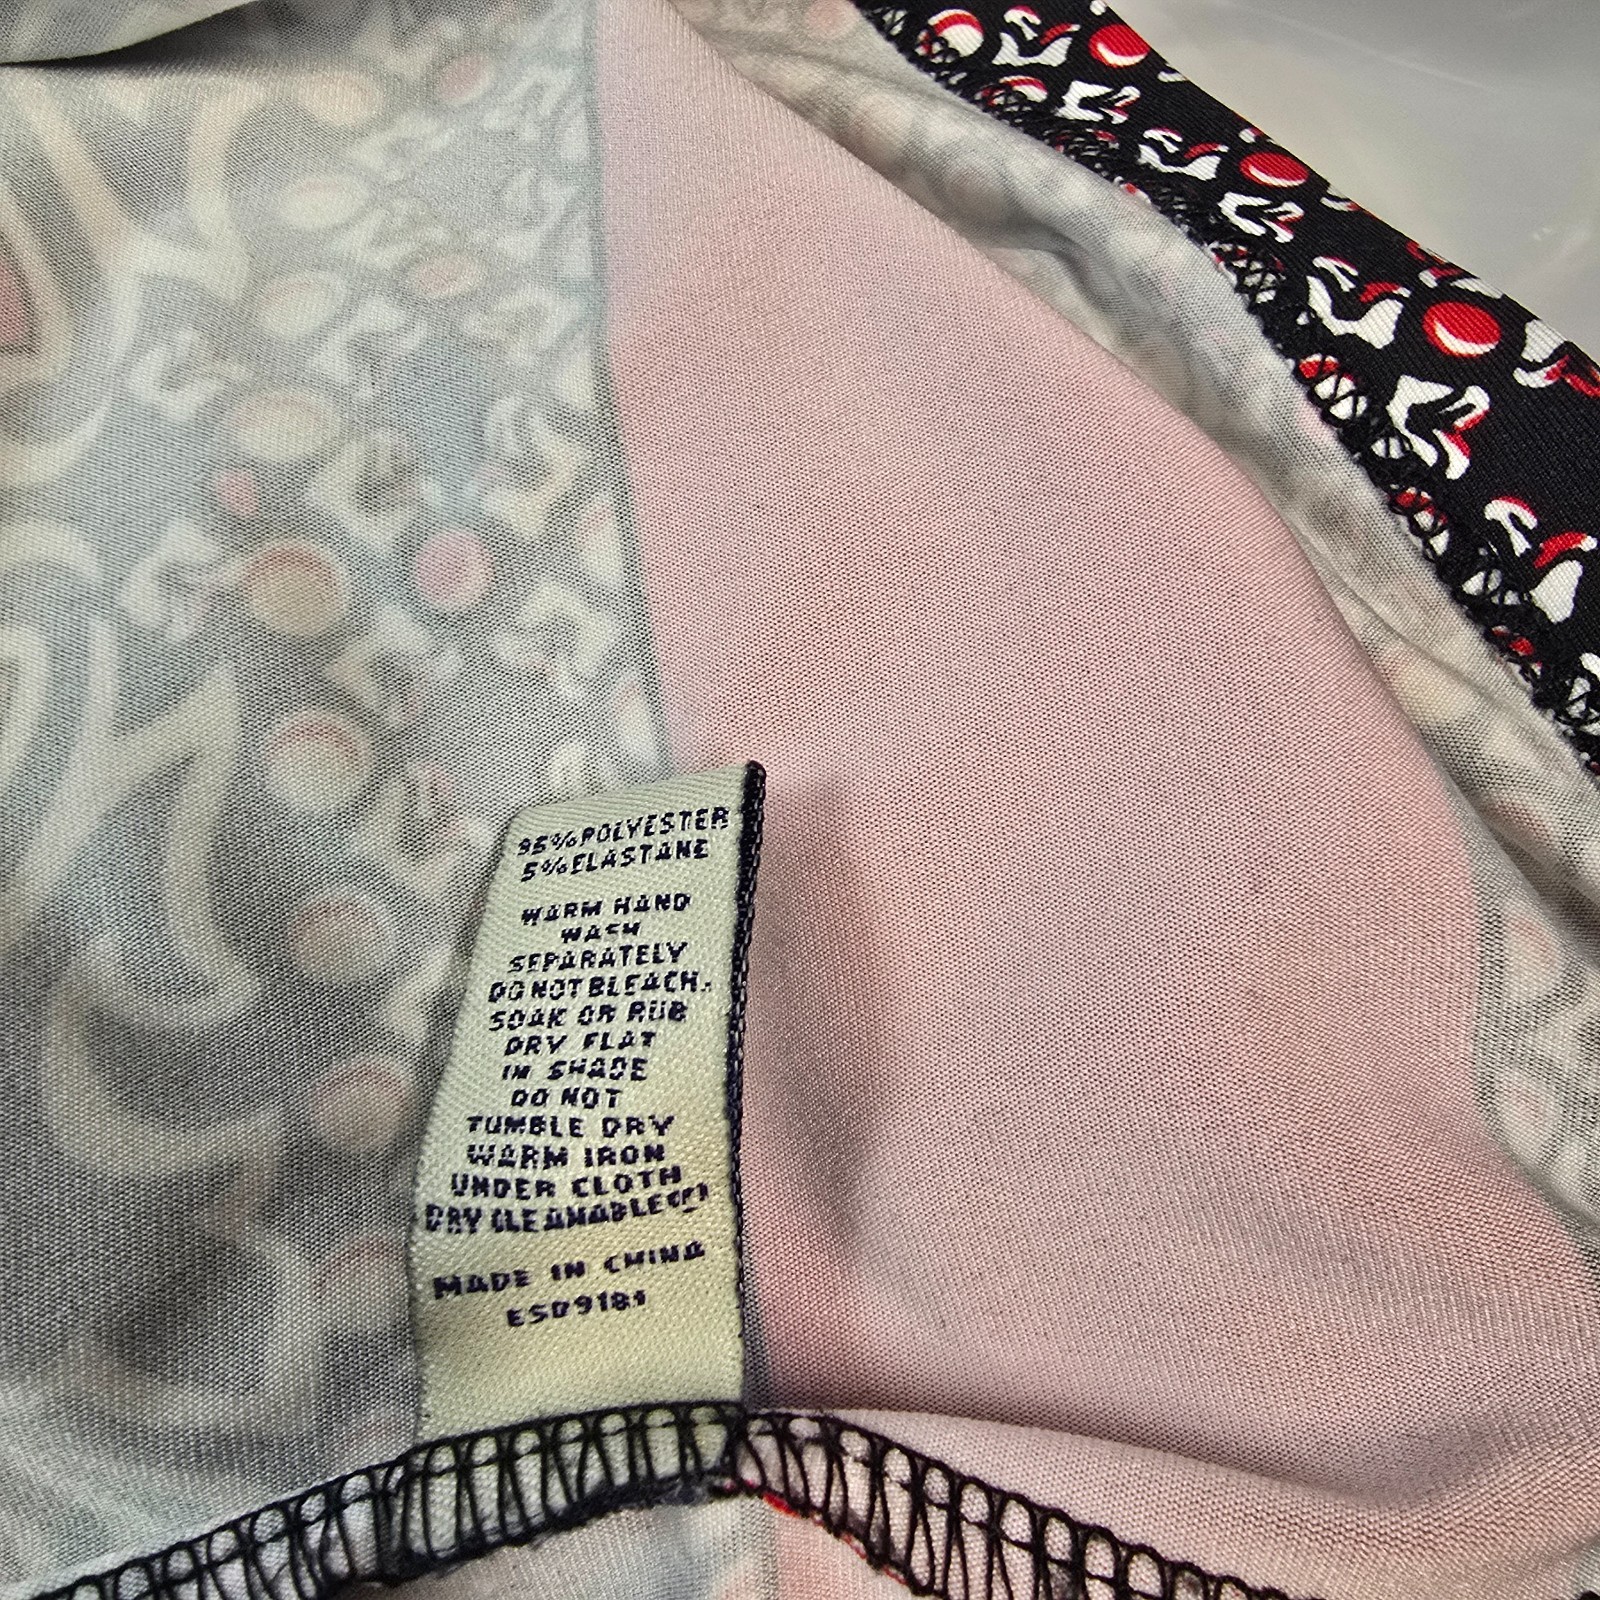 95%POLYESTER
5%ELASTANE
WARM HAND
WASH
SEPARATELY
DO NOT BLEACH.
SOAK OR RUB
DRY FLAT
IN SHADE
DO NOT
TUMBLE DRY
WARM IRON
UNDER CLOTH
DRY CLEANABLE(P)
MADE IN CHINA
ESD9181